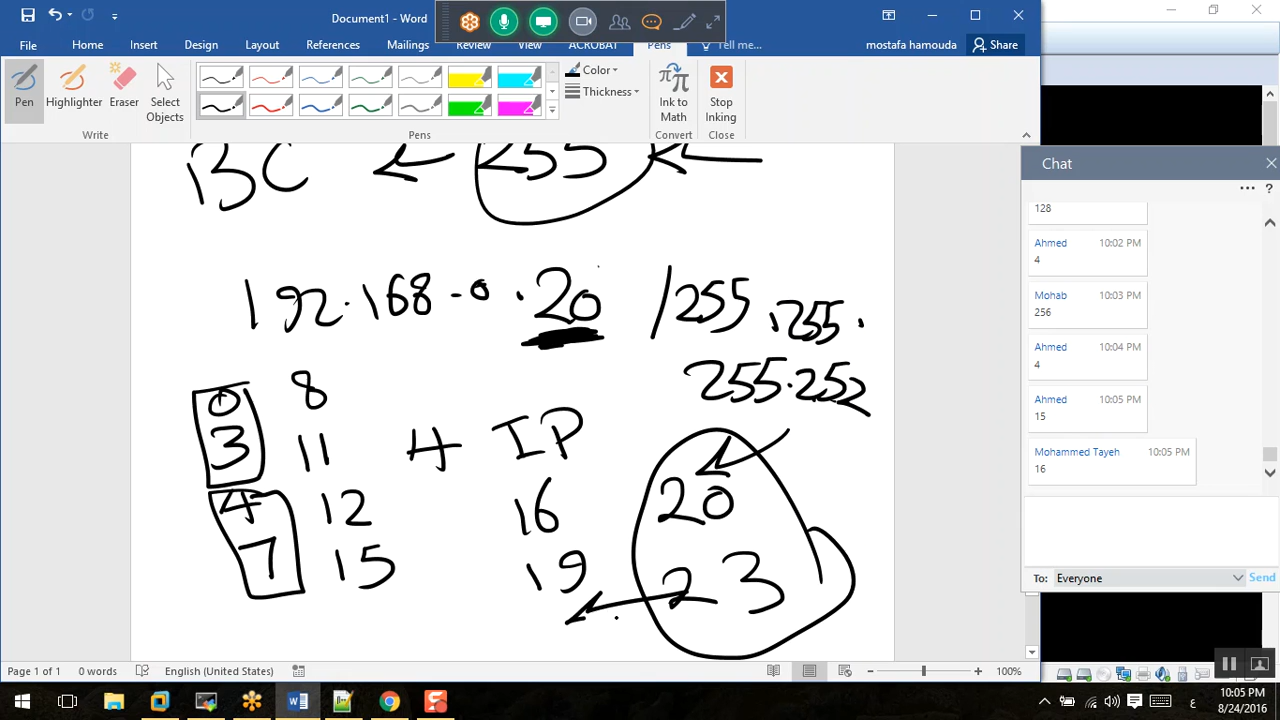 Document1 - Word
File Home Insert Design Layout References Mailings Review View ACROBAT Pens Tell me...
mostafa hamouda Share
Pen Highlighter Eraser Select Objects
Color
Thickness
Ink to Math
Stop Inking
Write Pens Convert Close
BC 255
192.168.0.20 /255.255.
255.252
0 8
3 11 4 IP
4 12 16 20
7 15 19 23
Chat
128
Ahmed 10:02 PM
4
Mohab 10:03 PM
256
Ahmed 10:04 PM
4
Ahmed 10:05 PM
15
Mohammed Tayeh 10:05 PM
16
To: Everyone Send
Page 1 of 1 0 words English (United States) 100%
ع 10:05 PM
8/24/2016